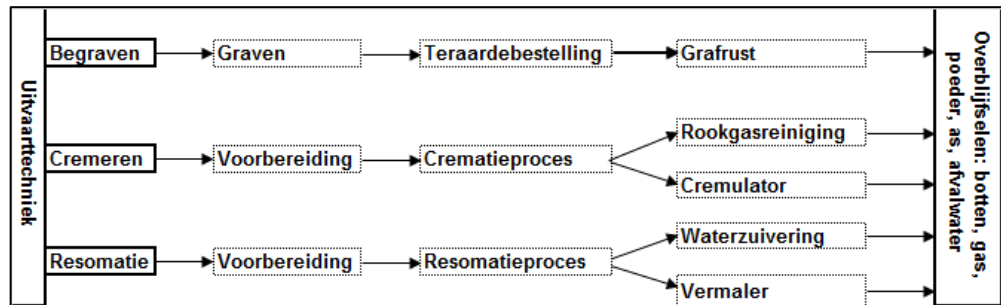 Uitvaarttechniek
Begraven
Graven
Teraardebestelling
Grafrust
Cremeren
Voorbereiding
Crematieproces
Rookgasreiniging
Cremulator
Resomatie
Voorbereiding
Resomatieproces
Waterzuivering
Vermaler
Overblijfselen: botten, gas,
poeder, as, afvalwater